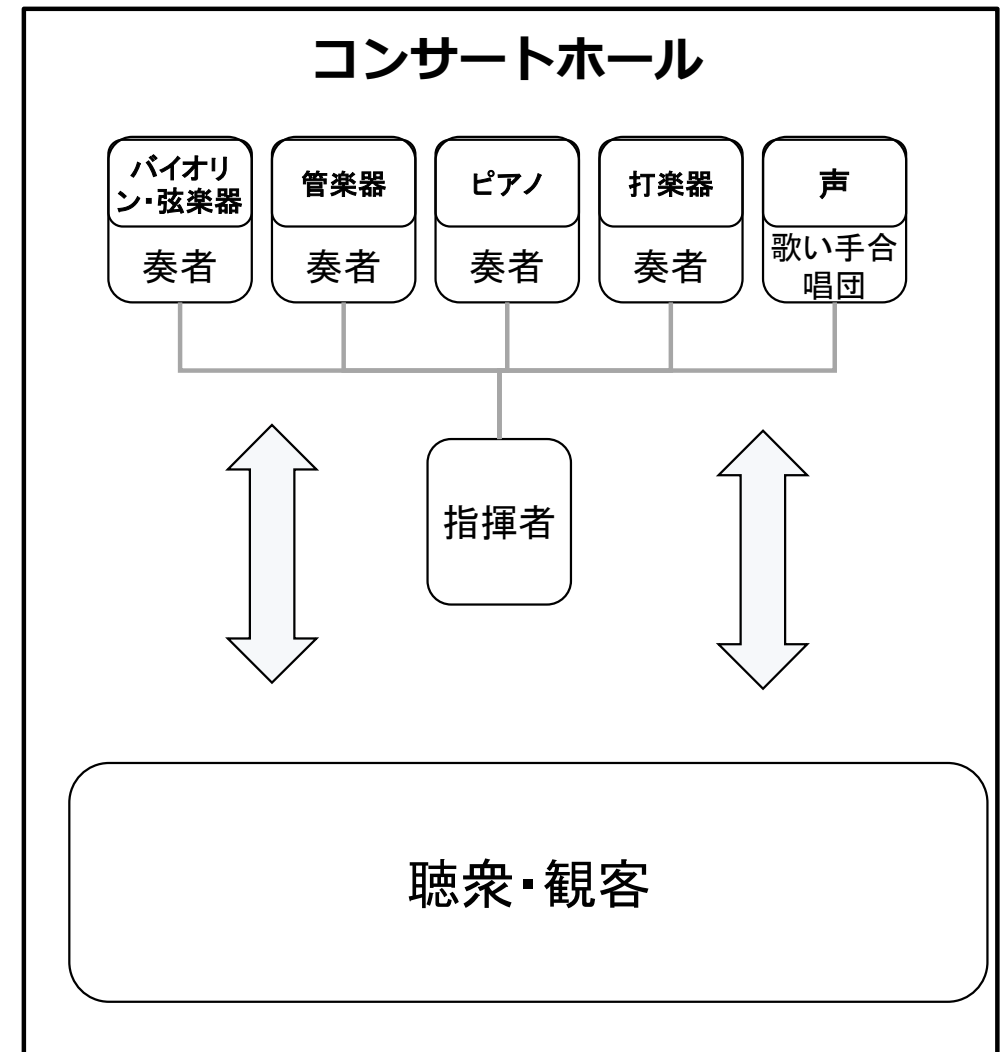 コンサートホール
バイオリ
ン・弦楽器
管楽器
ピアノ
打楽器
声
奏者
奏者
奏者
奏者
歌い手合
唱団
指揮者
聴衆・観客